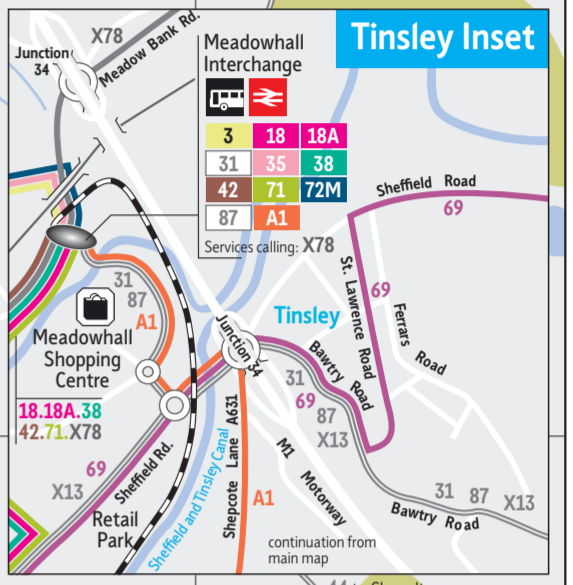 Tinsley Inset
X78
Meadow Bank Rd.
Junction
34
Meadowhall
Interchange
3 18 18A
31 35 38
42 71 72M
87 A1
Services calling: X78
Sheffield Road
69
St. Lawrence Road
69
Ferrars Road
Tinsley
31
87
A1
Meadowhall
Shopping
Centre
Junction 34
Bawtry Road
31
69
87
X13
18.18A.38
42.71.X78
69
X13
Sheffield Rd.
Retail
Park
Sheffield and Tinsley Canal
Shepcote Lane A631
A1
M1 Motorway
31 87 X13
Bawtry Road
continuation from
main map